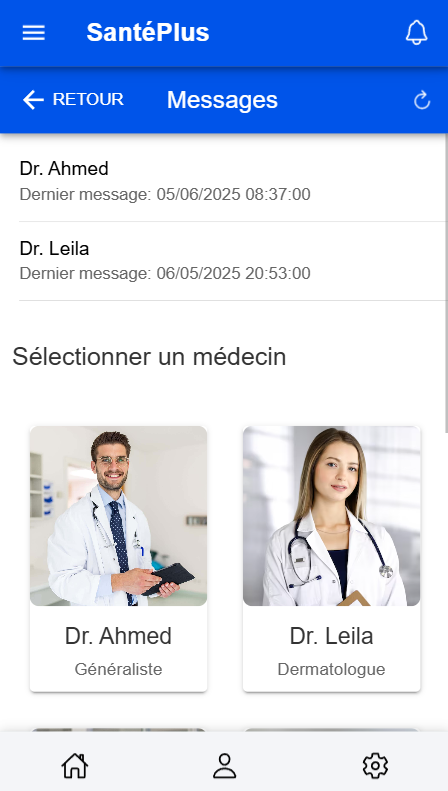 SantéPlus
RETOUR Messages
Dr. Ahmed
Dernier message: 05/06/2025 08:37:00
Dr. Leila
Dernier message: 06/05/2025 20:53:00
Sélectionner un médecin
Dr. Ahmed
Généraliste
Dr. Leila
Dermatologue